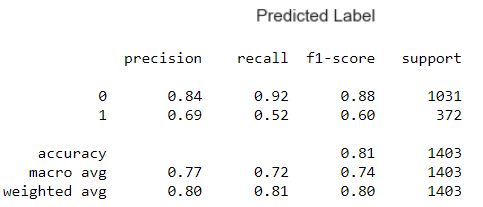 Predicted Label
precision recall f1-score support
0 0.84 0.92 0.88 1031
1 0.69 0.52 0.60 372
accuracy 0.81 1403
macro avg 0.77 0.72 0.74 1403
weighted avg 0.80 0.81 0.80 1403